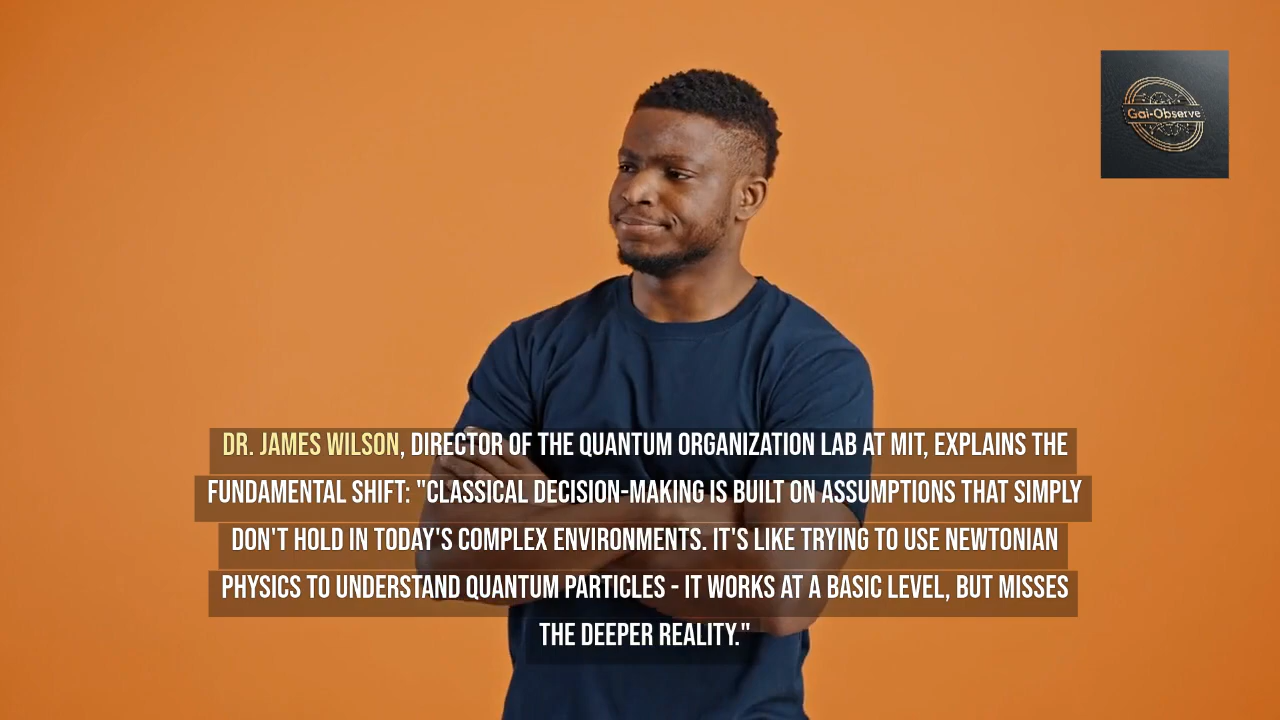 Gai-Observe
DR. JAMES WILSON, DIRECTOR OF THE QUANTUM ORGANIZATION LAB AT MIT, EXPLAINS THE
FUNDAMENTAL SHIFT: "CLASSICAL DECISION-MAKING IS BUILT ON ASSUMPTIONS THAT SIMPLY
DON'T HOLD IN TODAY'S COMPLEX ENVIRONMENTS. IT'S LIKE TRYING TO USE NEWTONIAN
PHYSICS TO UNDERSTAND QUANTUM PARTICLES - IT WORKS AT A BASIC LEVEL, BUT MISSES
THE DEEPER REALITY."